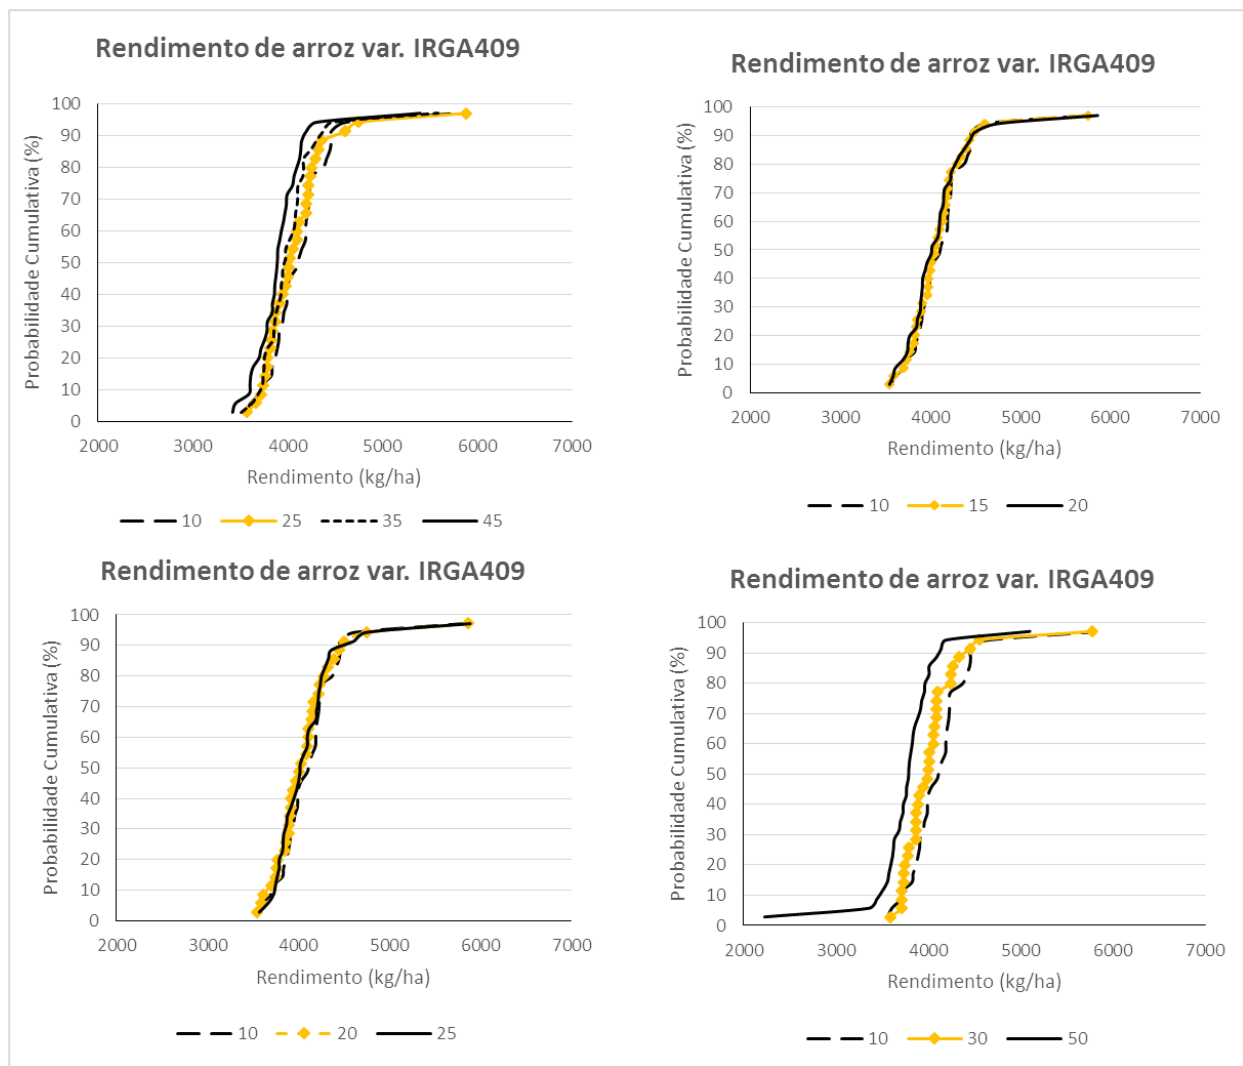 Rendimento de arroz var. IRGA409
Probabilidade Cumulativa (%)
100
90
80
70
60
50
40
30
20
10
0
2000 3000 4000 5000 6000 7000
Rendimento (kg/ha)
10 25 35 45
Rendimento de arroz var. IRGA409
Probabilidade Cumulativa (%)
100
90
80
70
60
50
40
30
20
10
0
2000 3000 4000 5000 6000 7000
Rendimento (kg/ha)
10 15 20
Rendimento de arroz var. IRGA409
Probabilidade Cumulativa (%)
100
90
80
70
60
50
40
30
20
10
0
2000 3000 4000 5000 6000 7000
Rendimento (kg/ha)
10 20 25
Rendimento de arroz var. IRGA409
Probabilidade Cumulativa (%)
100
90
80
70
60
50
40
30
20
10
0
2000 3000 4000 5000 6000 7000
Rendimento (kg/ha)
10 30 50